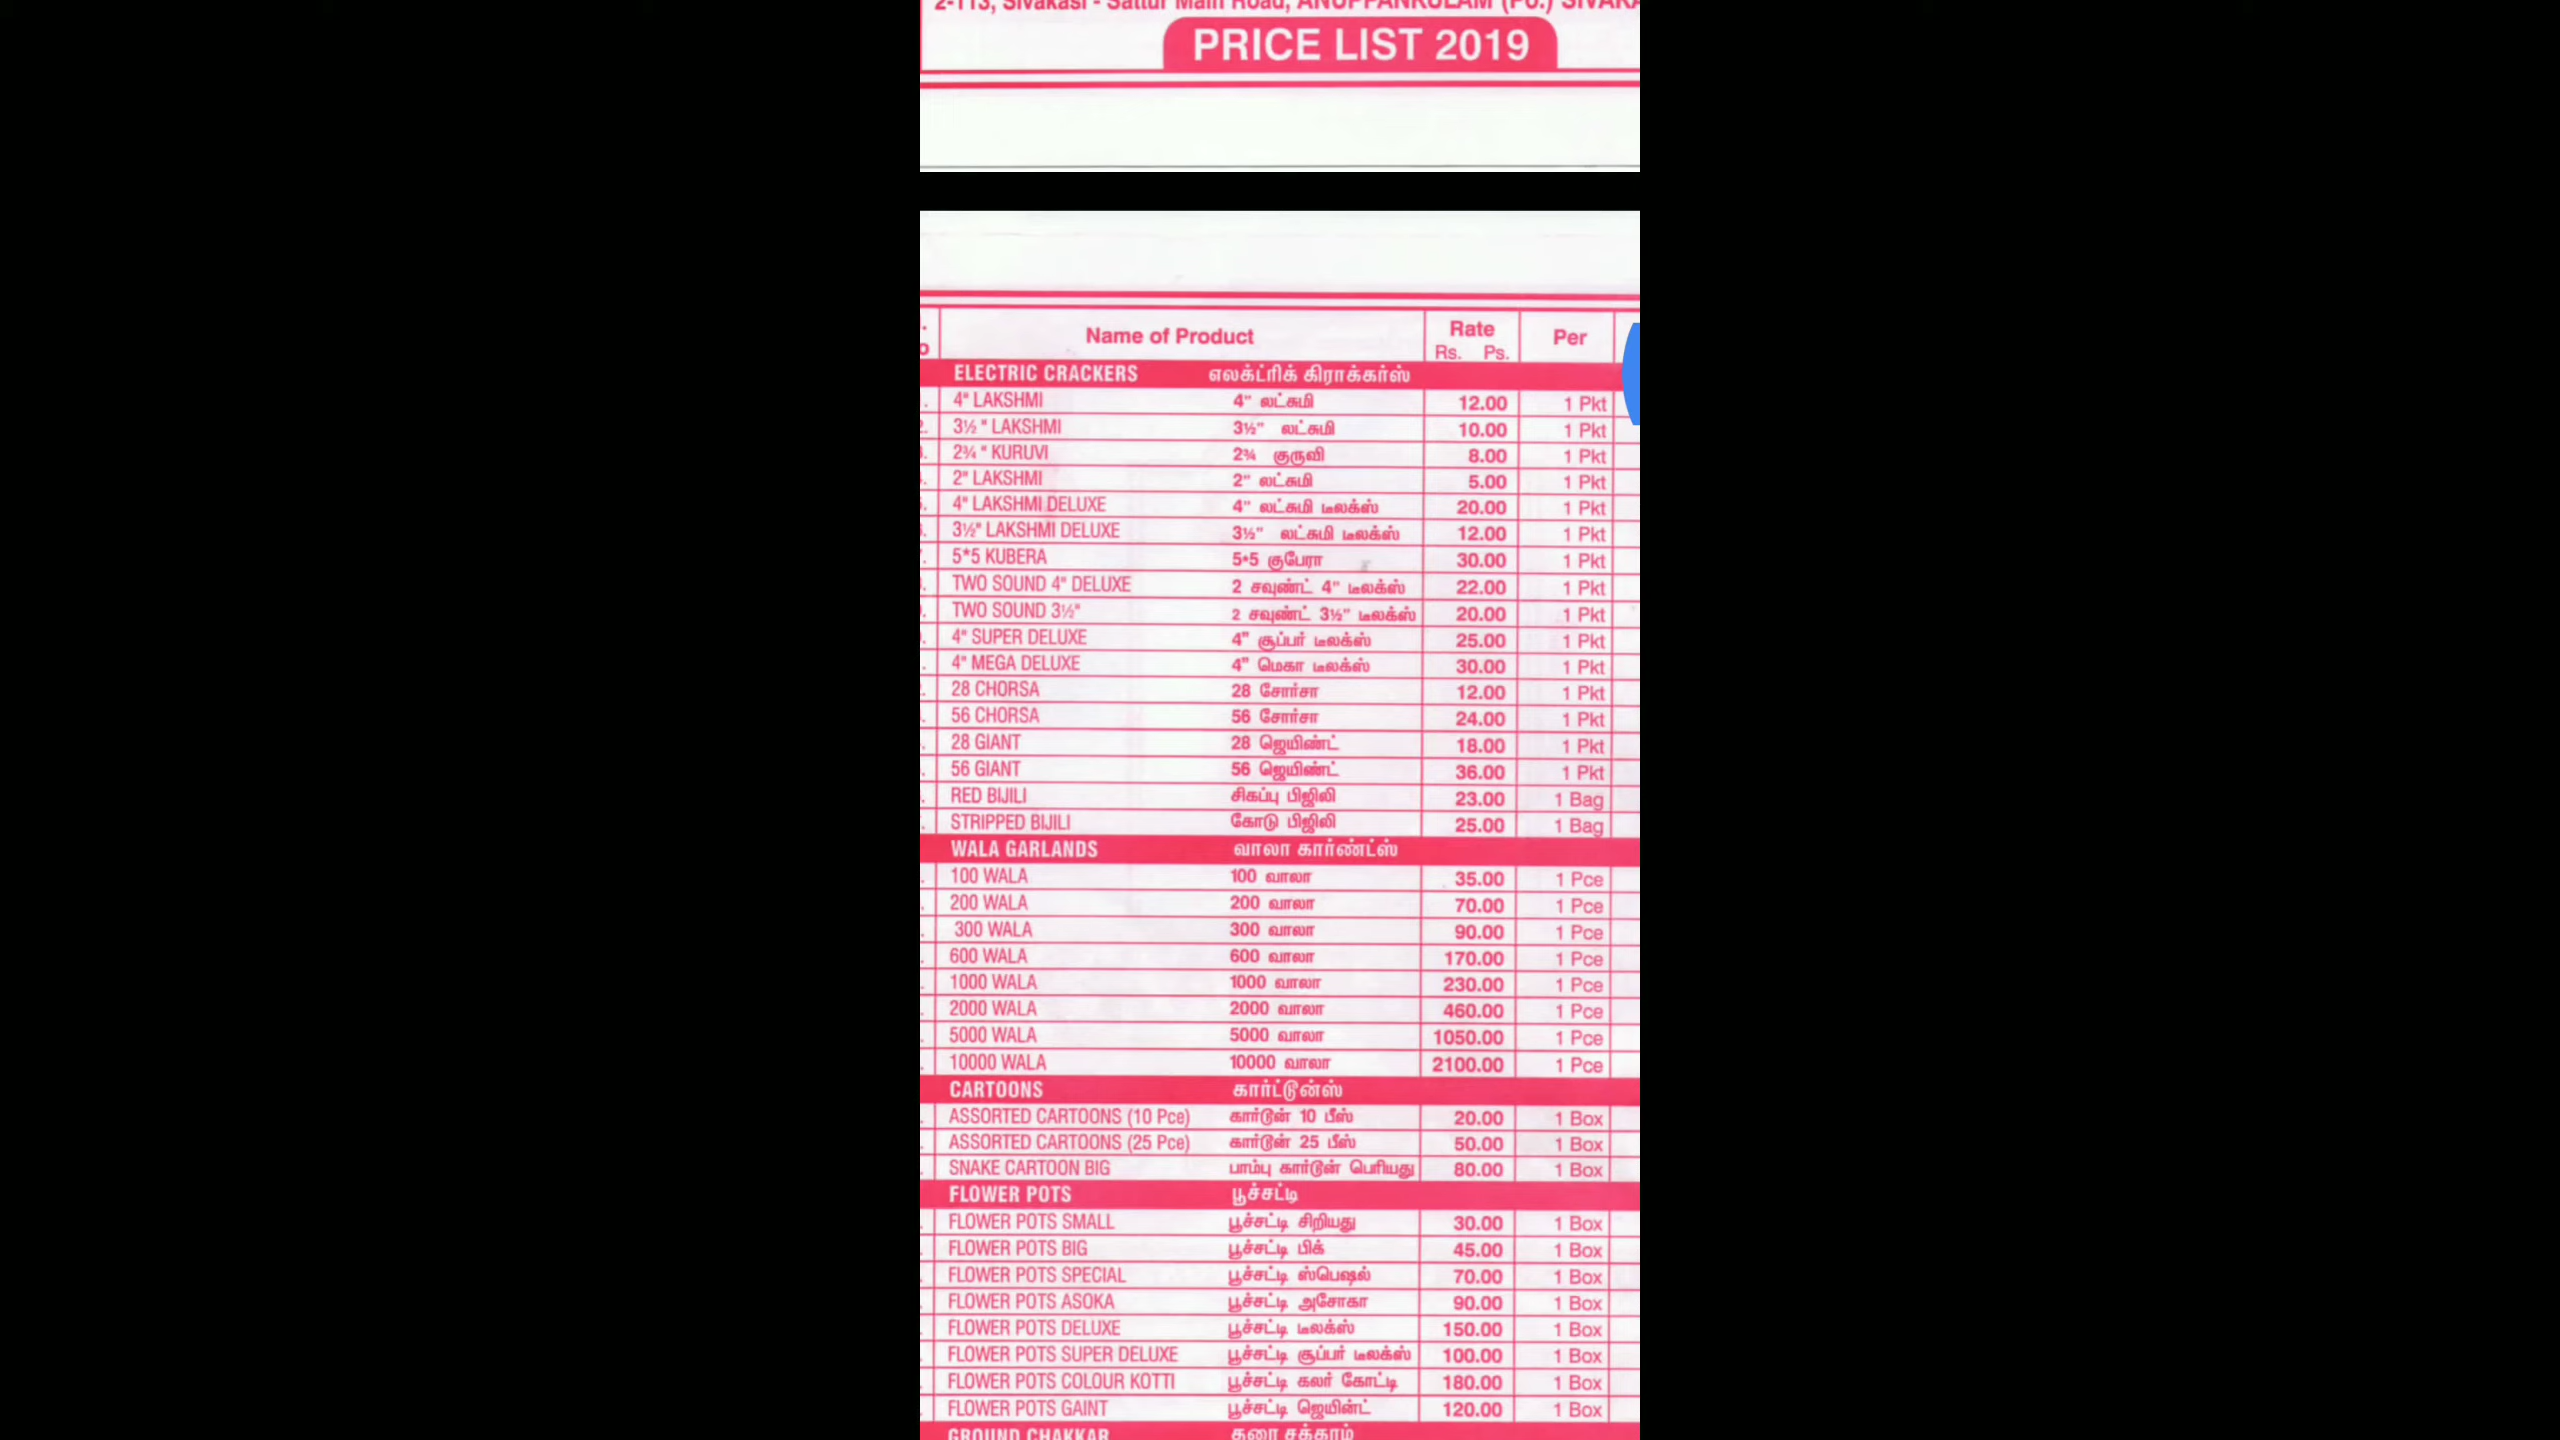 2-113, Sivakasi - Sattur Main Road, ANUPPANKULAM (Po.)
PRICE LIST 2019
Name of Product Rate Per
Rs. Ps.
ELECTRIC CRACKERS எலக்ட்ரிக் கிராக்கர்ஸ்
4" LAKSHMI 4" லட்சுமி 12.00 1 Pkt
3½ " LAKSHMI 3½" லட்சுமி 10.00 1 Pkt
2¾ " KURUVI 2¾ குருவி 8.00 1 Pkt
2" LAKSHMI 2" லட்சுமி 5.00 1 Pkt
4" LAKSHMI DELUXE 4" லட்சுமி டீலக்ஸ் 20.00 1 Pkt
3½" LAKSHMI DELUXE 3½" லட்சுமி டீலக்ஸ் 12.00 1 Pkt
5*5 KUBERA 5*5 குபேரா 30.00 1 Pkt
TWO SOUND 4" DELUXE 2 சவுண்ட் 4" டீலக்ஸ் 22.00 1 Pkt
TWO SOUND 3½" 2 சவுண்ட் 3½" டீலக்ஸ் 20.00 1 Pkt
4" SUPER DELUXE 4" சூப்பர் டீலக்ஸ் 25.00 1 Pkt
4" MEGA DELUXE 4" மெகா டீலக்ஸ் 30.00 1 Pkt
28 CHORSA 28 சோர்சா 12.00 1 Pkt
56 CHORSA 56 சோர்சா 24.00 1 Pkt
28 GIANT 28 ஜெயிண்ட் 18.00 1 Pkt
56 GIANT 56 ஜெயிண்ட் 36.00 1 Pkt
RED BIJILI சிகப்பு பிஜிலி 23.00 1 Bag
STRIPPED BIJILI கோடு பிஜிலி 25.00 1 Bag
WALA GARLANDS வாலா கார்ண்ட்ஸ்
100 WALA 100 வாலா 35.00 1 Pce
200 WALA 200 வாலா 70.00 1 Pce
300 WALA 300 வாலா 90.00 1 Pce
600 WALA 600 வாலா 170.00 1 Pce
1000 WALA 1000 வாலா 230.00 1 Pce
2000 WALA 2000 வாலா 460.00 1 Pce
5000 WALA 5000 வாலா 1050.00 1 Pce
10000 WALA 10000 வாலா 2100.00 1 Pce
CARTOONS கார்ட்டூன்ஸ்
ASSORTED CARTOONS (10 Pce) கார்டூன் 10 பீஸ் 20.00 1 Box
ASSORTED CARTOONS (25 Pce) கார்டூன் 25 பீஸ் 50.00 1 Box
SNAKE CARTOON BIG பாம்பு கார்டூன் பெரியது 80.00 1 Box
FLOWER POTS பூச்சட்டி
FLOWER POTS SMALL பூச்சட்டி சிறியது 30.00 1 Box
FLOWER POTS BIG பூச்சட்டி பிக் 45.00 1 Box
FLOWER POTS SPECIAL பூச்சட்டி ஸ்பெஷல் 70.00 1 Box
FLOWER POTS ASOKA பூச்சட்டி அசோகா 90.00 1 Box
FLOWER POTS DELUXE பூச்சட்டி டீலக்ஸ் 150.00 1 Box
FLOWER POTS SUPER DELUXE பூச்சட்டி சூப்பர் டீலக்ஸ் 100.00 1 Box
FLOWER POTS COLOUR KOTTI பூச்சட்டி கலர் கோட்டி 180.00 1 Box
FLOWER POTS GAINT பூச்சட்டி ஜெயின்ட் 120.00 1 Box
GROUND CHAKKAR தரை சக்கரம்